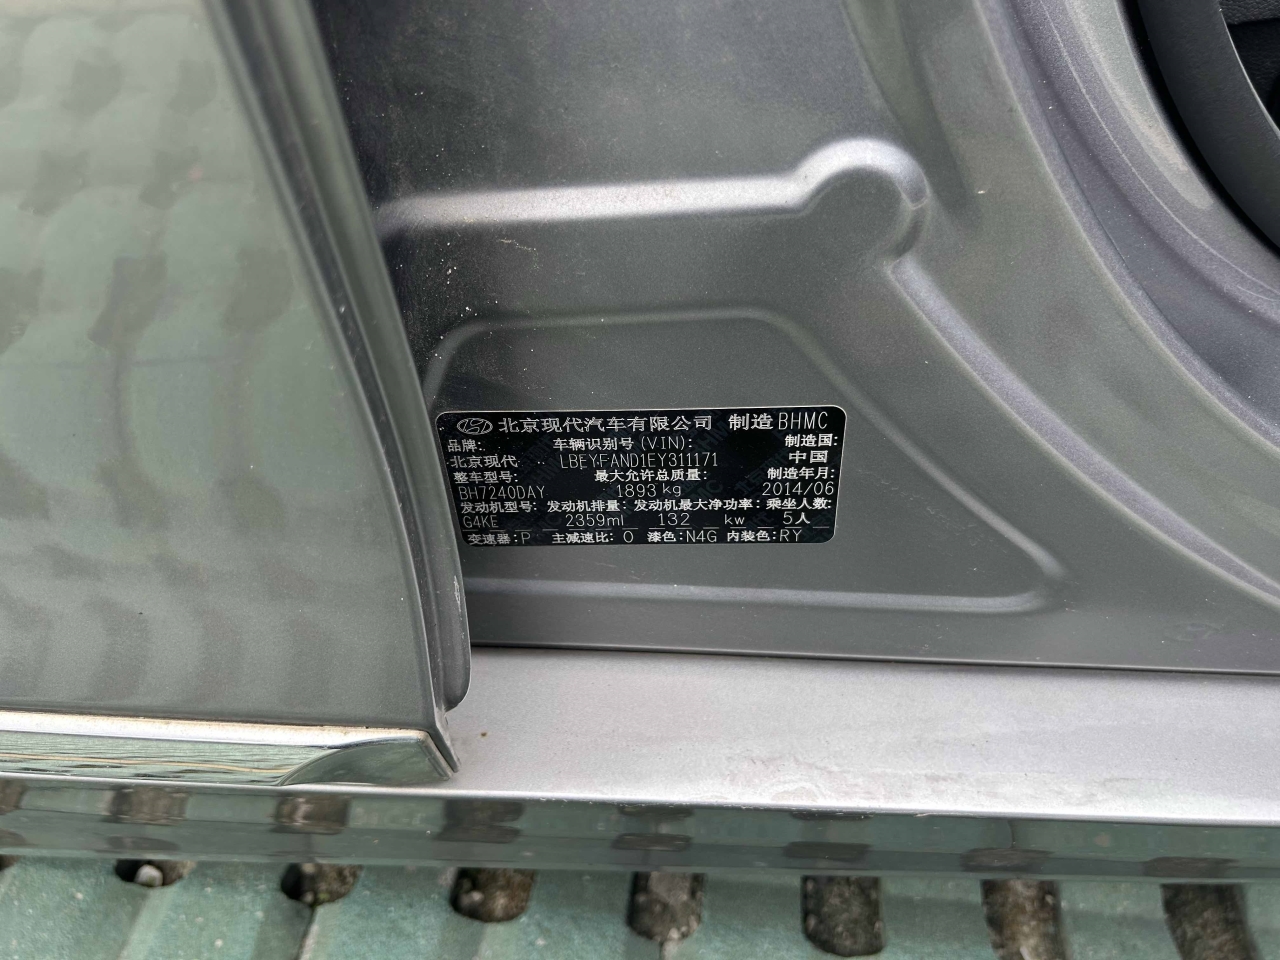 北京现代汽车有限公司 制造 BHMC
品牌: 车辆识别号(VIN): 制造国:
北京现代 LBEYFAND1EY311171 中国
整车型号: 最大允许总质量: 制造年月:
BH7240DAY 1893 kg 2014/06
发动机型号: 发动机排量: 发动机最大净功率: 乘坐人数:
G4KE 2359ml 132 kw 5人
变速器:P 主减速比: O 漆色:N4G 内装色:RY